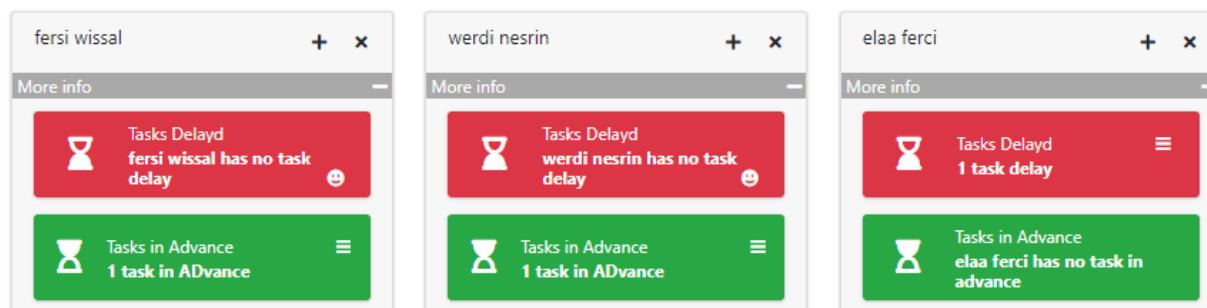 fersi wissal
More info
Tasks Delayd
fersi wissal has no task
delay
Tasks in Advance
1 task in ADvance
werdi nesrin
More info
Tasks Delayd
werdi nesrin has no task
delay
Tasks in Advance
1 task in ADvance
elaa ferci
More info
Tasks Delayd
1 task delay
Tasks in Advance
elaa ferci has no task in
advance